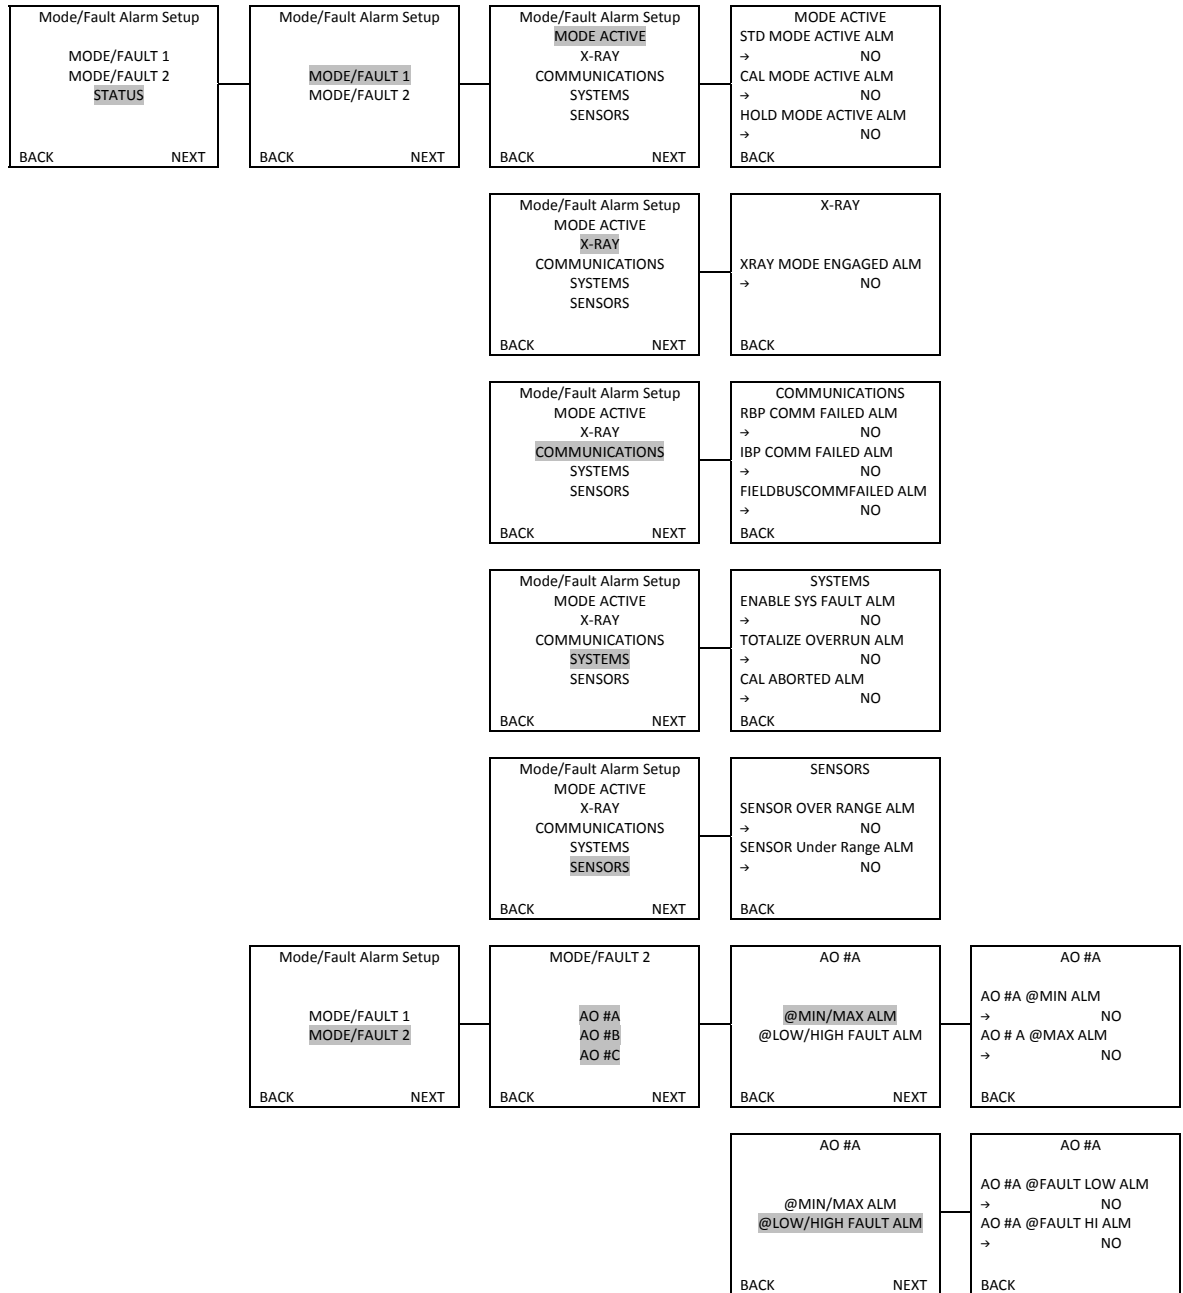 Mode/Fault Alarm Setup
MODE/FAULT 1
MODE/FAULT 2
STATUS
BACK NEXT
Mode/Fault Alarm Setup
MODE/FAULT 1
MODE/FAULT 2
BACK NEXT
Mode/Fault Alarm Setup
MODE ACTIVE
X-RAY
COMMUNICATIONS
SYSTEMS
SENSORS
BACK NEXT
MODE ACTIVE
STD MODE ACTIVE ALM
→ NO
CAL MODE ACTIVE ALM
→ NO
HOLD MODE ACTIVE ALM
→ NO
BACK
Mode/Fault Alarm Setup
MODE ACTIVE
X-RAY
COMMUNICATIONS
SYSTEMS
SENSORS
BACK NEXT
X-RAY
XRAY MODE ENGAGED ALM
→ NO
BACK
Mode/Fault Alarm Setup
MODE ACTIVE
X-RAY
COMMUNICATIONS
SYSTEMS
SENSORS
BACK NEXT
COMMUNICATIONS
RBP COMM FAILED ALM
→ NO
IBP COMM FAILED ALM
→ NO
FIELDBUSCOMMFAILED ALM
→ NO
BACK
Mode/Fault Alarm Setup
MODE ACTIVE
X-RAY
COMMUNICATIONS
SYSTEMS
SENSORS
BACK NEXT
SYSTEMS
ENABLE SYS FAULT ALM
→ NO
TOTALIZE OVERRUN ALM
→ NO
CAL ABORTED ALM
→ NO
BACK
Mode/Fault Alarm Setup
MODE ACTIVE
X-RAY
COMMUNICATIONS
SYSTEMS
SENSORS
BACK NEXT
SENSORS
SENSOR OVER RANGE ALM
→ NO
SENSOR Under Range ALM
→ NO
BACK
Mode/Fault Alarm Setup
MODE/FAULT 1
MODE/FAULT 2
BACK NEXT
MODE/FAULT 2
AO #A
AO #B
AO #C
BACK NEXT
AO #A
@MIN/MAX ALM
@LOW/HIGH FAULT ALM
BACK NEXT
AO #A
AO #A @MIN ALM
→ NO
AO # A @MAX ALM
→ NO
BACK
AO #A
@MIN/MAX ALM
@LOW/HIGH FAULT ALM
BACK NEXT
AO #A
AO #A @FAULT LOW ALM
→ NO
AO #A @FAULT HI ALM
→ NO
BACK